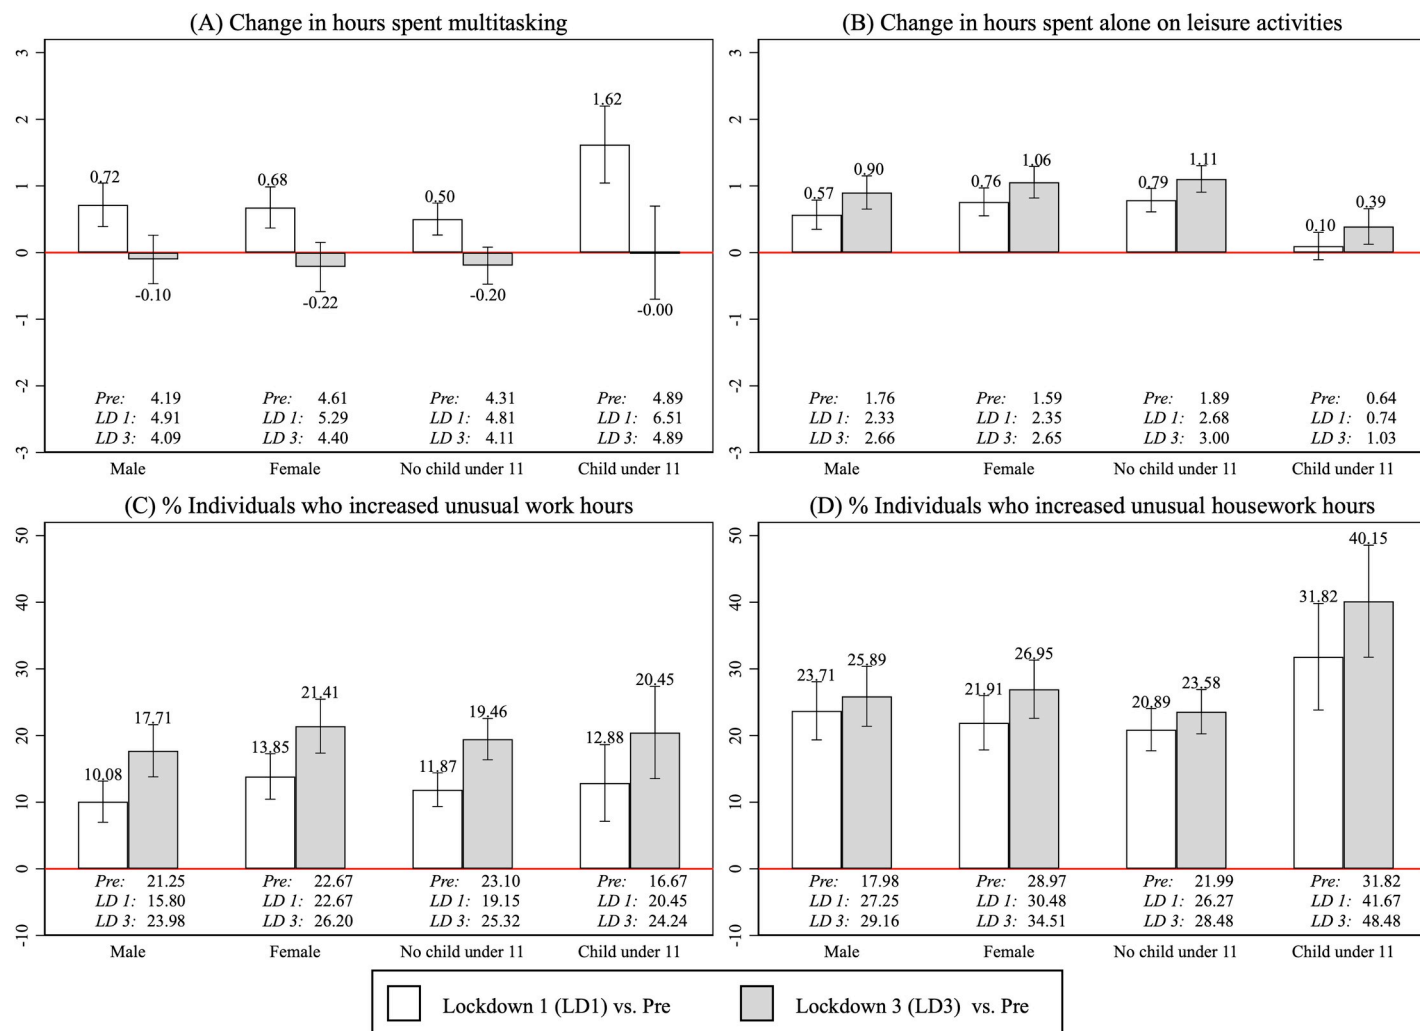 (A) Change in hours spent multitasking
3
2
1
0
-1
-2
-3
0.72
-0.10
0.68
-0.22
0.50
-0.20
1.62
-0.00
Pre: 4.19
LD 1: 4.91
LD 3: 4.09
Pre: 4.61
LD 1: 5.29
LD 3: 4.40
Pre: 4.31
LD 1: 4.81
LD 3: 4.11
Pre: 4.89
LD 1: 6.51
LD 3: 4.89
Male
Female
No child under 11
Child under 11
(B) Change in hours spent alone on leisure activities
3
2
1
0
-1
-2
-3
0.57
0.90
0.76
1.06
0.79
1.11
0.10
0.39
Pre: 1.76
LD 1: 2.33
LD 3: 2.66
Pre: 1.59
LD 1: 2.35
LD 3: 2.65
Pre: 1.89
LD 1: 2.68
LD 3: 3.00
Pre: 0.64
LD 1: 0.74
LD 3: 1.03
Male
Female
No child under 11
Child under 11
(C) % Individuals who increased unusual work hours
50
40
30
20
10
0
-10
10.08
17.71
13.85
21.41
11.87
19.46
12.88
20.45
Pre: 21.25
LD 1: 15.80
LD 3: 23.98
Pre: 22.67
LD 1: 22.67
LD 3: 26.20
Pre: 23.10
LD 1: 19.15
LD 3: 25.32
Pre: 16.67
LD 1: 20.45
LD 3: 24.24
Male
Female
No child under 11
Child under 11
(D) % Individuals who increased unusual housework hours
50
40
30
20
10
0
-10
23.71
25.89
21.91
26.95
20.89
23.58
31.82
40.15
Pre: 17.98
LD 1: 27.25
LD 3: 29.16
Pre: 28.97
LD 1: 30.48
LD 3: 34.51
Pre: 21.99
LD 1: 26.27
LD 3: 28.48
Pre: 31.82
LD 1: 41.67
LD 3: 48.48
Male
Female
No child under 11
Child under 11
Lockdown 1 (LD1) vs. Pre
Lockdown 3 (LD3) vs. Pre